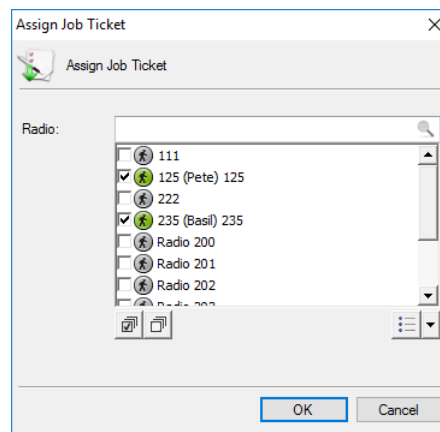 Assign Job Ticket
Assign Job Ticket
Radio:
111
125 (Pete) 125
222
235 (Basil) 235
Radio 200
Radio 201
Radio 202
OK
Cancel